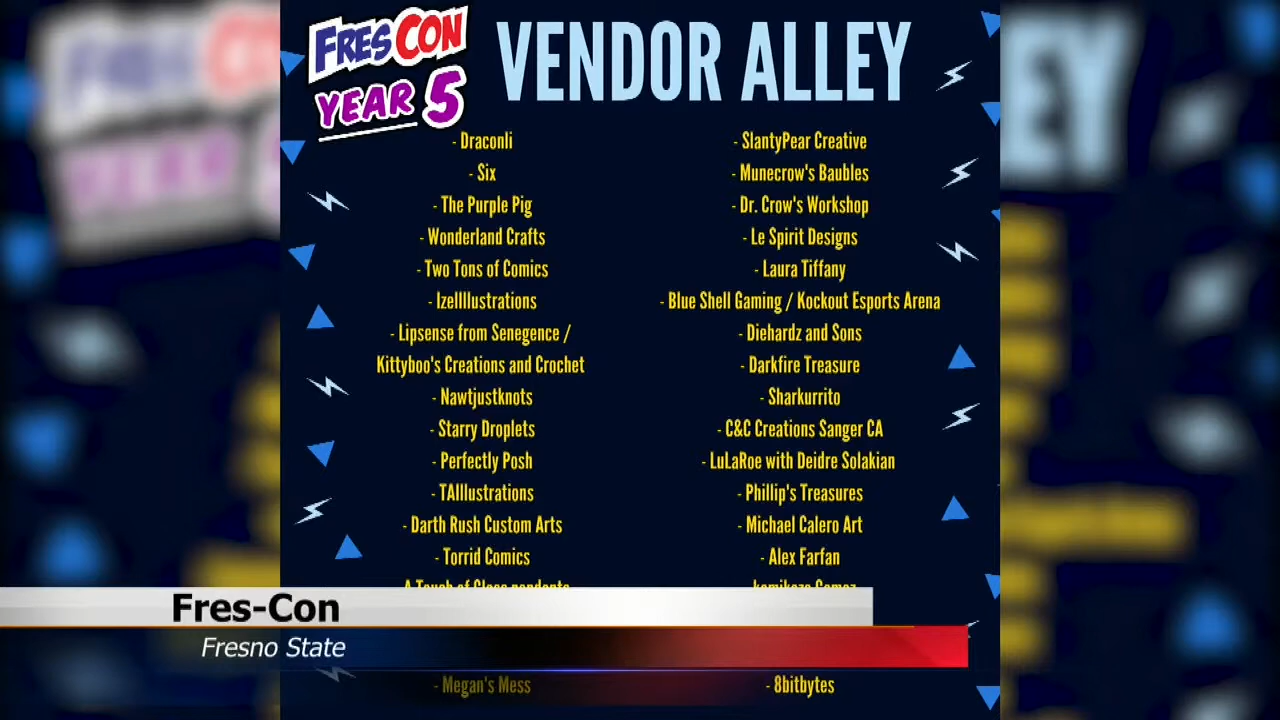 FRESCON
YEAR 5
VENDOR ALLEY
- Draconli
- Six
- The Purple Pig
- Wonderland Crafts
- Two Tons of Comics
- Izellllustrations
- Lipsense from Senegence /
Kittyboo's Creations and Crochet
- Nawtjustknots
- Starry Droplets
- Perfectly Posh
- TAIllustrations
- Darth Rush Custom Arts
- Torrid Comics
- Megan's Mess
- SlantyPear Creative
- Munecrow's Baubles
- Dr. Crow's Workshop
- Le Spirit Designs
- Laura Tiffany
- Blue Shell Gaming / Kockout Esports Arena
- Diehardz and Sons
- Darkfire Treasure
- Sharkurrito
- C&C Creations Sanger CA
- LuLaRoe with Deidre Solakian
- Phillip's Treasures
- Michael Calero Art
- Alex Farfan
- 8bitbytes
Fres-Con
Fresno State